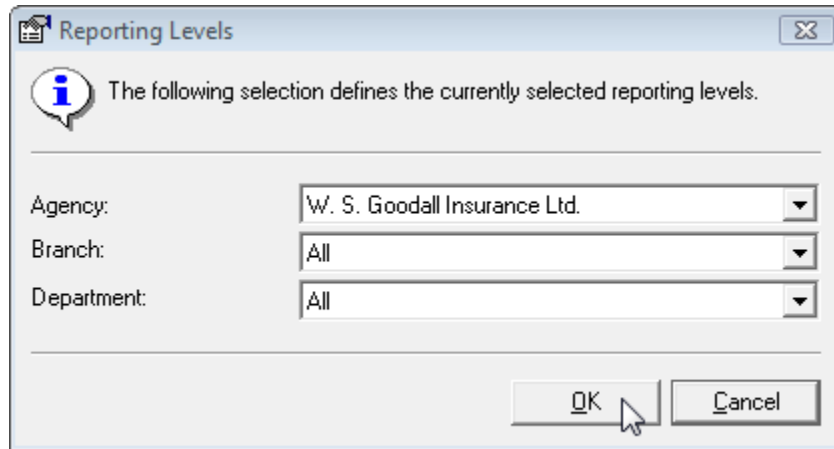 Reporting Levels
The following selection defines the currently selected reporting levels.
Agency: W. S. Goodall Insurance Ltd.
Branch: All
Department: All
OK Cancel